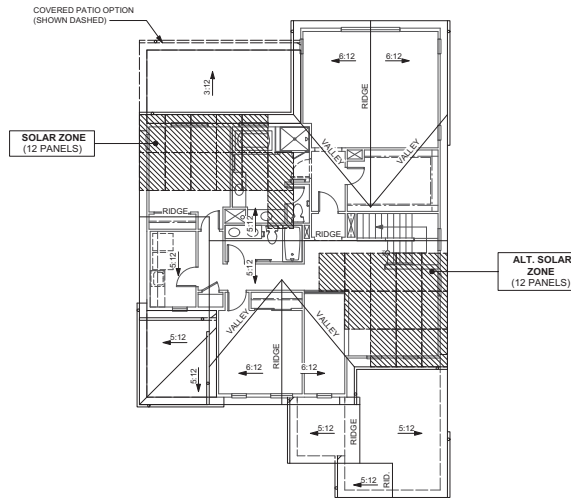 COVERED PATIO OPTION
(SHOWN DASHED)
6:12
6:12
RIDGE
3:12
SOLAR ZONE
(12 PANELS)
VALLEY
VALLEY
RIDGE
5:12
RIDGE
5:12
5:12
ALT. SOLAR
ZONE
(12 PANELS)
VALLEY
VALLEY
5:12
6:12
RIDGE
6:12
5:12
5:12
RIDGE
5:12
5:12
RID.